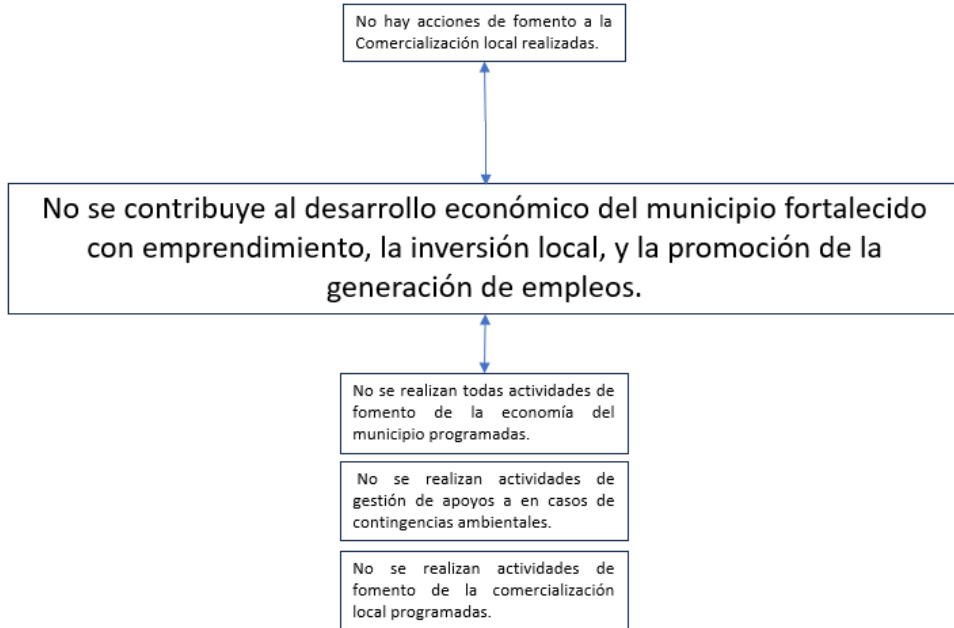 No hay acciones de fomento a la
Comercialización local realizadas.
No se contribuye al desarrollo económico del municipio fortalecido
con emprendimiento, la inversión local, y la promoción de la
generación de empleos.
No se realizan todas actividades de
fomento de la economía del
municipio programadas.
No se realizan actividades de
gestión de apoyos a en casos de
contingencias ambientales.
No se realizan actividades de
fomento de la comercialización
local programadas.